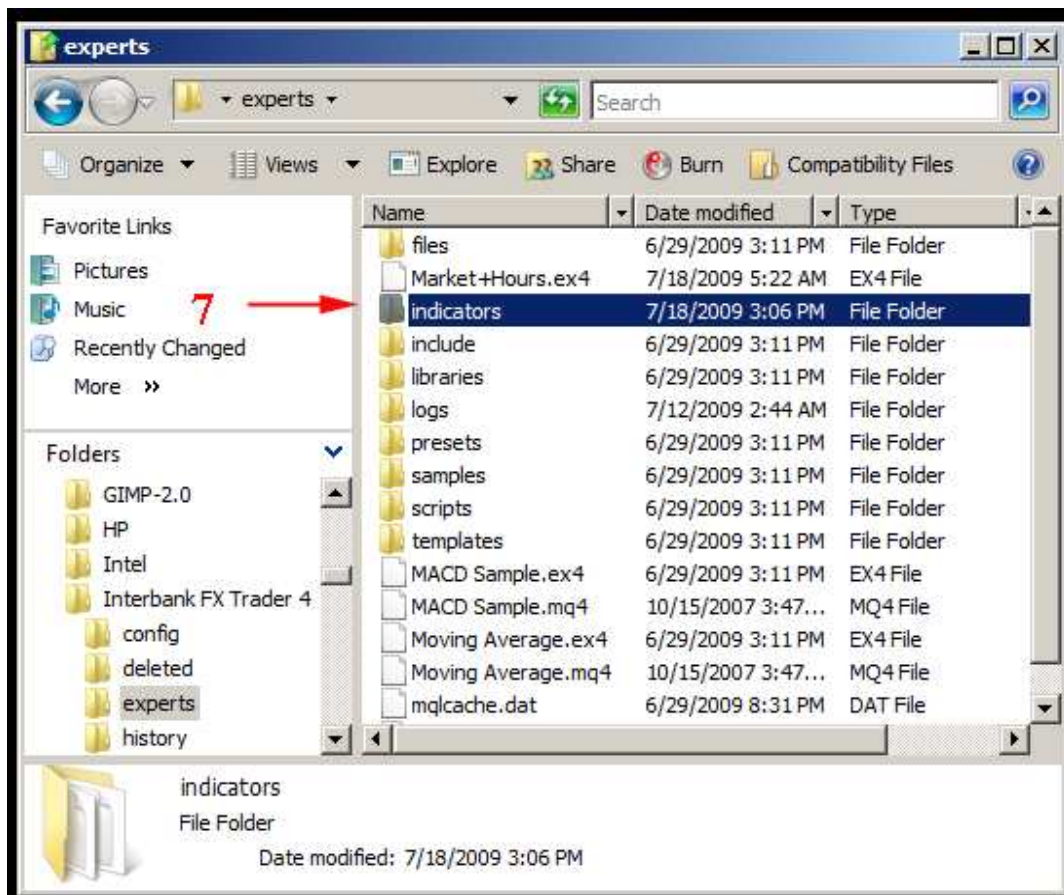 experts
experts
Search
Organize Views Explore Share Burn Compatibility Files
Favorite Links
Pictures
Music
7
Recently Changed
More »
Folders
GIMP-2.0
HP
Intel
Interbank FX Trader 4
config
deleted
experts
history
Name Date modified Type
files 6/29/2009 3:11 PM File Folder
Market+Hours.ex4 7/18/2009 5:22 AM EX4 File
indicators 7/18/2009 3:06 PM File Folder
include 6/29/2009 3:11 PM File Folder
libraries 6/29/2009 3:11 PM File Folder
logs 7/12/2009 2:44 AM File Folder
presets 6/29/2009 3:11 PM File Folder
samples 6/29/2009 3:11 PM File Folder
scripts 6/29/2009 3:11 PM File Folder
templates 6/29/2009 3:11 PM File Folder
MACD Sample.ex4 6/29/2009 3:11 PM EX4 File
MACD Sample.mq4 10/15/2007 3:47... MQ4 File
Moving Average.ex4 6/29/2009 3:11 PM EX4 File
Moving Average.mq4 10/15/2007 3:47... MQ4 File
mqlcache.dat 6/29/2009 8:31 PM DAT File
indicators
File Folder
Date modified: 7/18/2009 3:06 PM